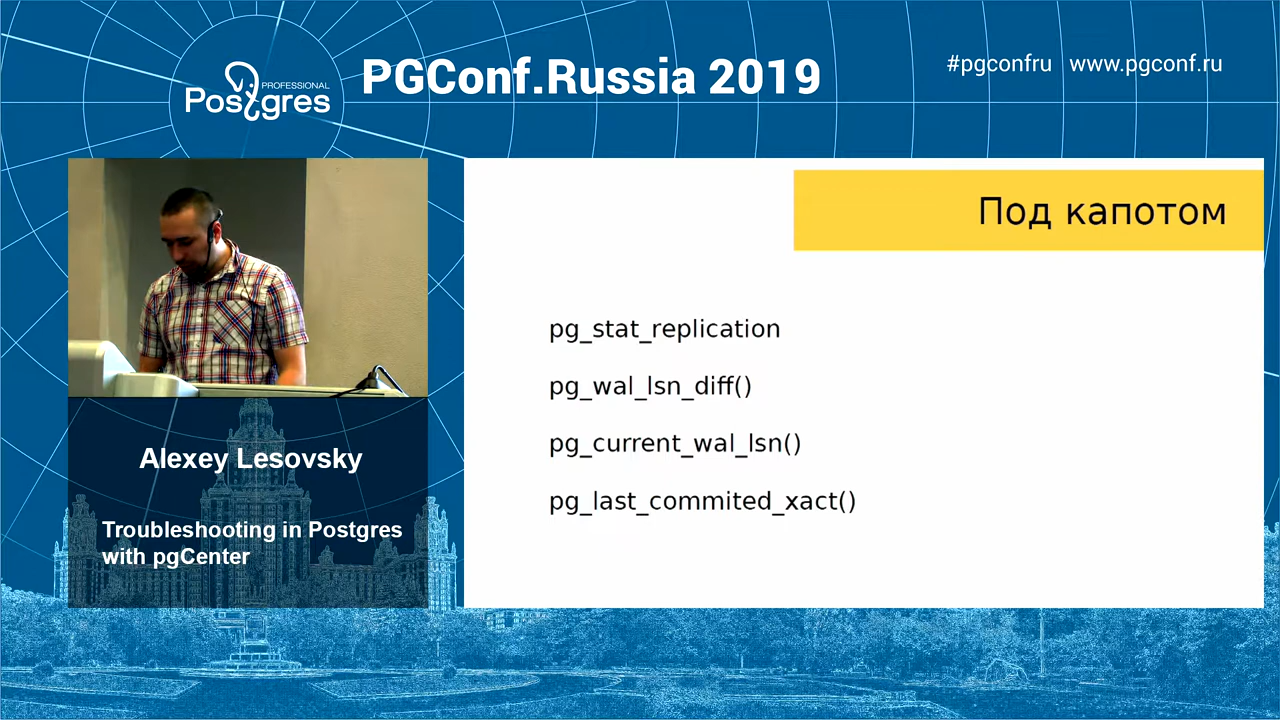 PROFESSIONAL
Postgres
PGConf.Russia 2019
#pgconfru www.pgconf.ru
Под капотом
pg_stat_replication
pg_wal_lsn_diff()
pg_current_wal_lsn()
pg_last_commited_xact()
Alexey Lesovsky
Troubleshooting in Postgres
with pgCenter